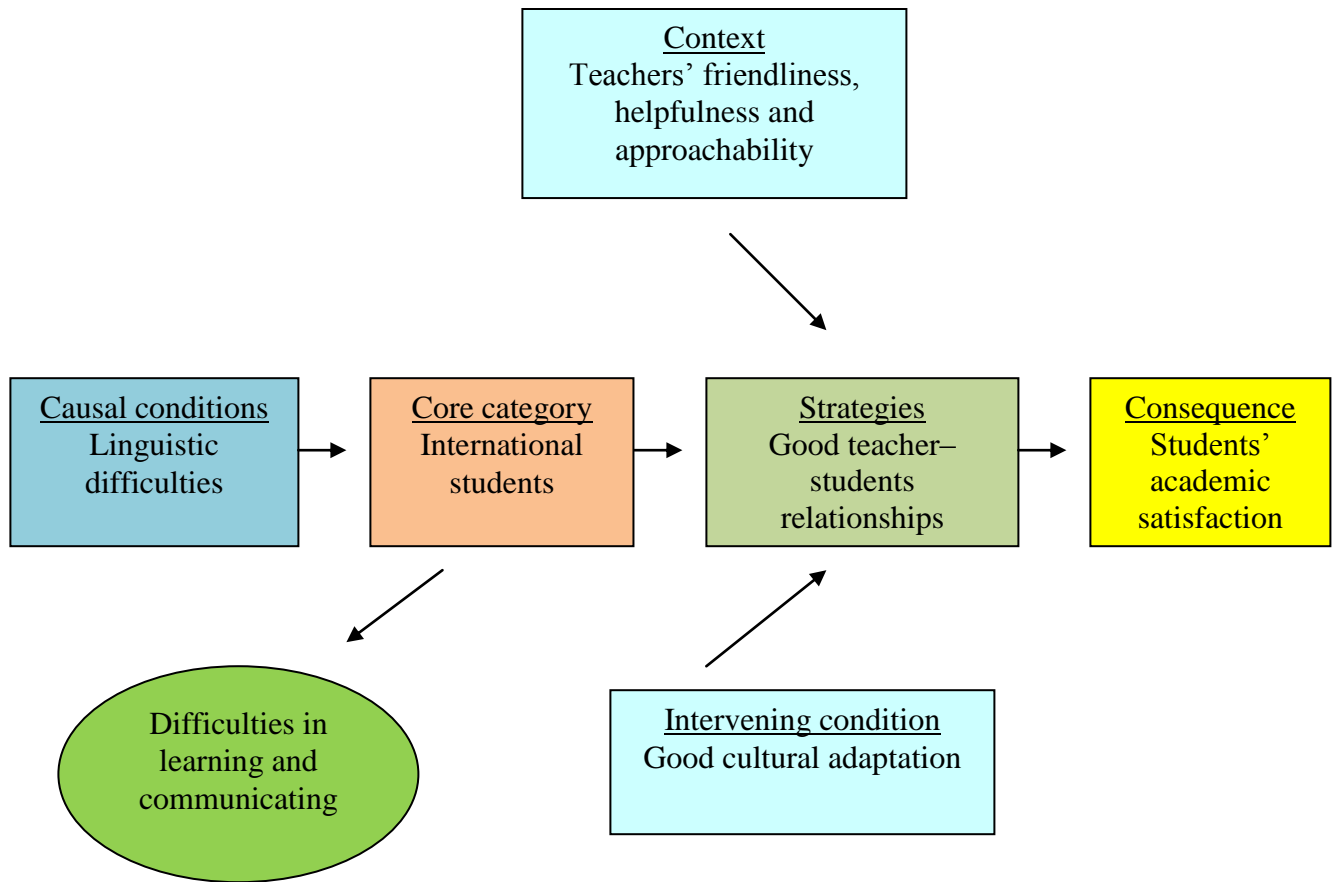 Context
Teachers’ friendliness,
helpfulness and
approachability
Causal conditions
Linguistic
difficulties
Core category
International
students
Strategies
Good teacher–
students
relationships
Consequence
Students’
academic
satisfaction
Difficulties in
learning and
communicating
Intervening condition
Good cultural adaptation